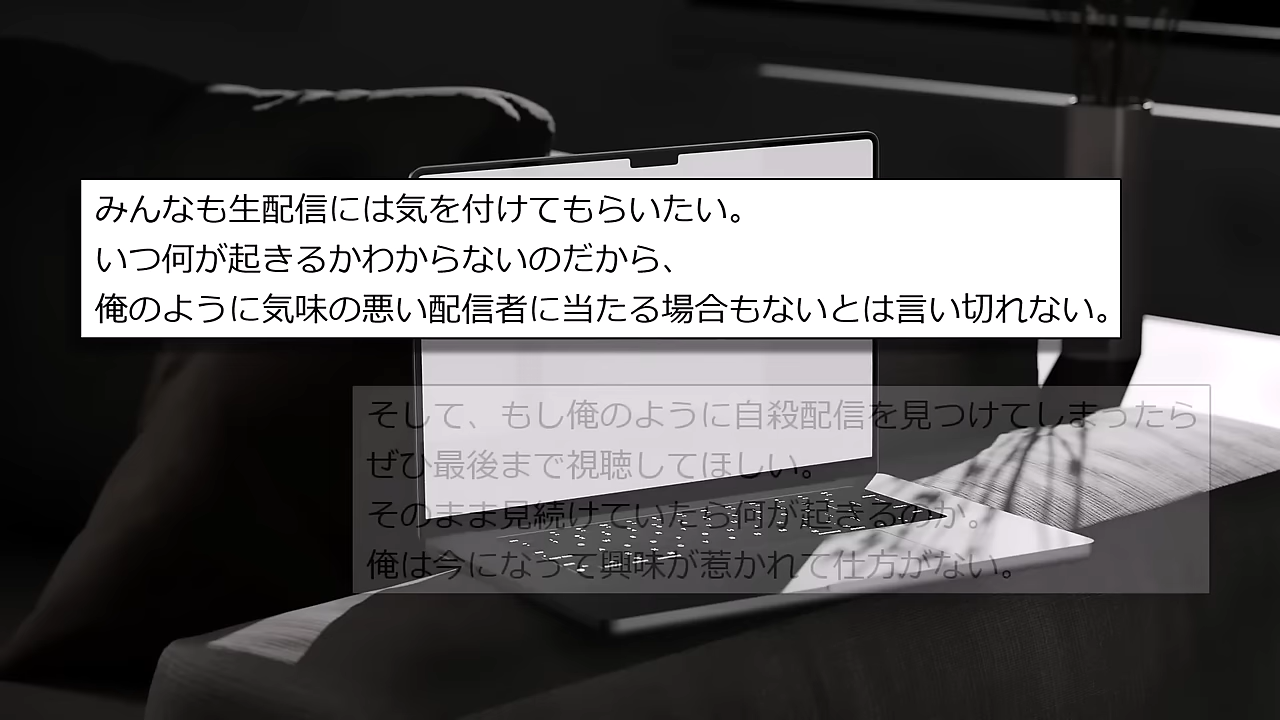 みんなも生配信には気を付けてもらいたい。
いつ何が起きるかわからないのだから、
俺のように気味の悪い配信者に当たる場合もないとは言い切れない。
そして、もし俺のように自殺配信を見つけてしまったら
ぜひ最後まで視聴してほしい。
そのまま見続けていたら何が起きるのか。
俺は今になって興味が惹かれて仕方がない。